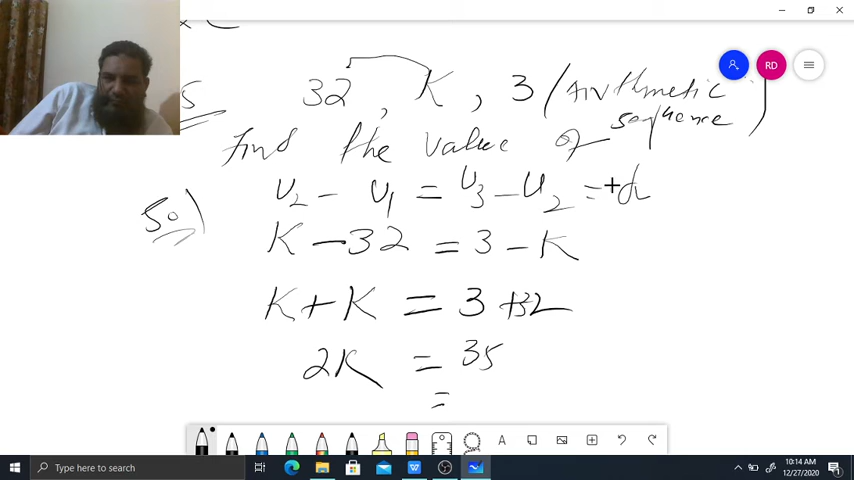 RD
32, K, 3 (arithmetic
sequence)
find the value of
Sol
U2 - U1 = U3 - U2 = +d
K - 32 = 3 - K
K + K = 3 + 32
2K = 35
=
A
Type here to search
10:14 AM
12/27/2020